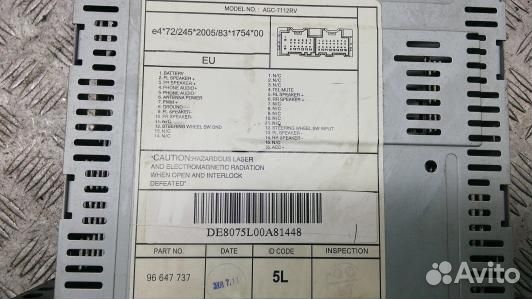 MODEL NO. : AGC-7112RV
e4*72/245*2005/83*1754*00
EU
1. BATTERY
2. FL SPEAKER +
3. FR SPEAKER +
4. PHONE AUDIO+
5. PHONE AUDIO-
6. ANTENNA POWER
7. PWM +
8. GROUND
9. FL SPEAKER-
10. FR SPEAKER-
11. N/C
12. STEERING WHEEL SW GND
13. N/C
14. N/C
1. N/C
2. N/C
3. N/C
4. TEL MUTE
5. RL SPEAKER +
6. RR SPEAKER +
7. N/C
8. N/C
9. N/C
10. N/C
11. N/C
12. STEERING WHEEL SW INPUT
13. RL SPEAKER -
14. RR SPEAKER -
15. N/C
16. ACC +
*CAUTION: HAZARDOUS LASER
AND ELECTROMAGNETIC RADIATION
WHEN OPEN AND INTERLOCK
DEFEATED*
DE8075L00A81448
PART NO. DATE ID CODE INSPECTION
96 647 737 5L
Avito